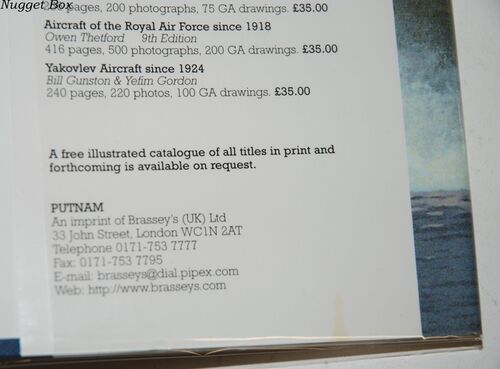 Nugget Box
pages, 200 photographs, 75 GA drawings. £35.00
Aircraft of the Royal Air Force since 1918
Owen Thetford 9th Edition
416 pages, 500 photographs, 200 GA drawings. £35.00
Yakovlev Aircraft since 1924
Bill Gunston & Yefim Gordon
240 pages, 220 photos, 100 GA drawings. £35.00
A free illustrated catalogue of all titles in print and
forthcoming is available on request.
PUTNAM
An imprint of Brassey's (UK) Ltd
33 John Street, London WC1N 2AT
Telephone 0171-753 7777
Fax: 0171-753 7795
E-mail: brasseys@dial.pipex.com
Web: http://www.brasseys.com